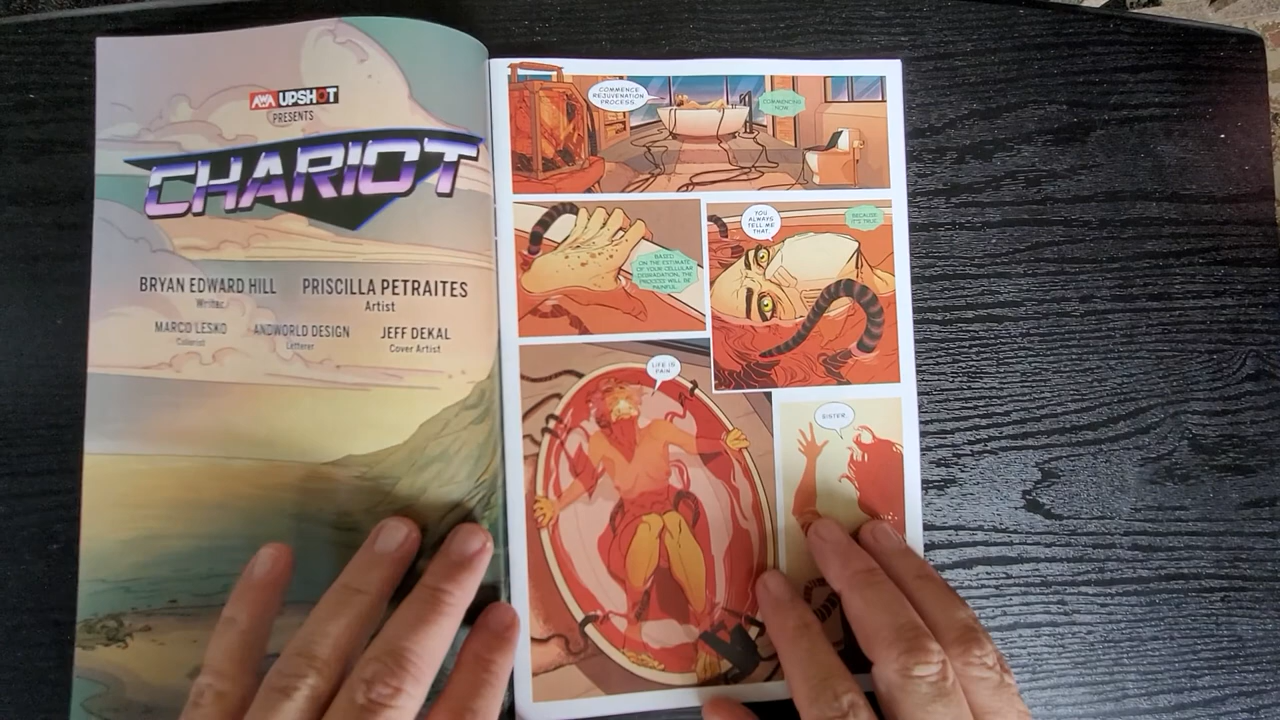 AWA UPSHOT
PRESENTS
CHARIOT
BRYAN EDWARD HILL
Writer
PRISCILLA PETRAITES
Artist
MARCO LESKO
Colorist
ANDWORLD DESIGN
Letterer
JEFF DEKAL
Cover Artist
COMMENCE
REJUVENATION
PROCESS.
COMMENCING
NOW.
BASED
ON THE ESTIMATE
OF YOUR CELLULAR
DEGRADATION, THE
PROCESS WILL BE
PAINFUL.
YOU
ALWAYS
TELL ME
THAT.
BECAUSE
IT'S TRUE.
LIFE IS
PAIN.
SISTER.